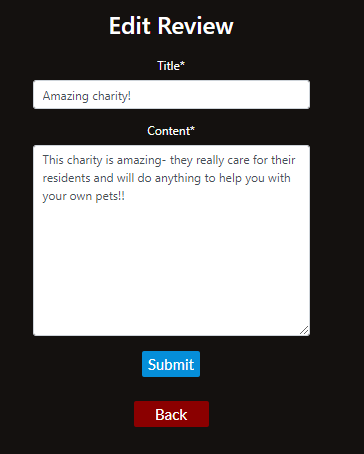 Edit Review
Title*
Amazing charity!
Content*
This charity is amazing- they really care for their
residents and will do anything to help you with
your own pets!!
Submit
Back